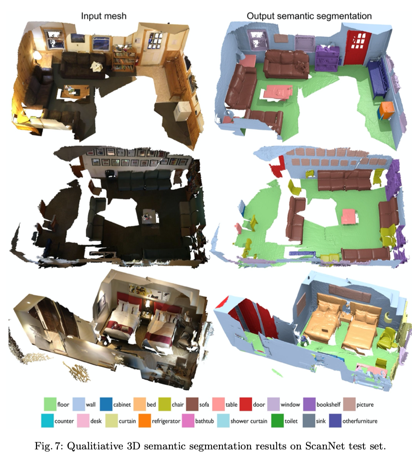 Input mesh
Output semantic segmentation
floor wall cabinet bed chair sofa table door window bookshelf picture
counter desk curtain refrigerator bathtub shower curtain toilet sink otherfurniture
Fig. 7: Qualitiative 3D semantic segmentation results on ScanNet test set.